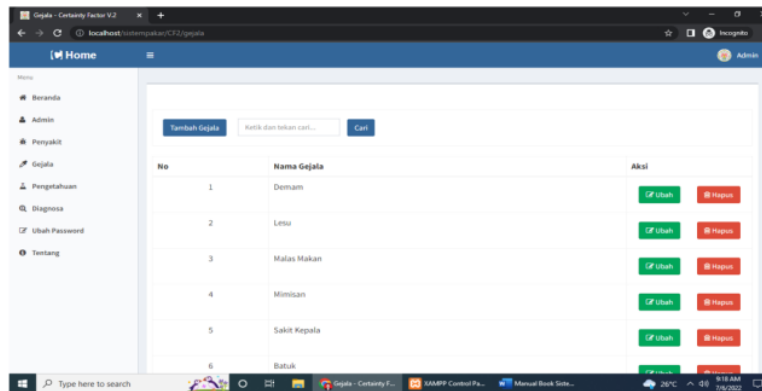 Gejala - Certainty Factor V.2
localhost/sistempakar/CF2/gejala
Incognito
Home
Admin
Menu
Beranda
Admin
Penyakit
Gejala
Pengetahuan
Diagnosa
Ubah Password
Tentang
Tambah Gejala
Ketik dan tekan cari...
Cari
No Nama Gejala Aksi
1 Demam Ubah Hapus
2 Lesu Ubah Hapus
3 Malas Makan Ubah Hapus
4 Mimisan Ubah Hapus
5 Sakit Kepala Ubah Hapus
6 Batuk
Type here to search
Gejala - Certainty F...
XAMPP Control Pa...
Manual Book Siste...
26°C
9:18 AM
7/6/2022